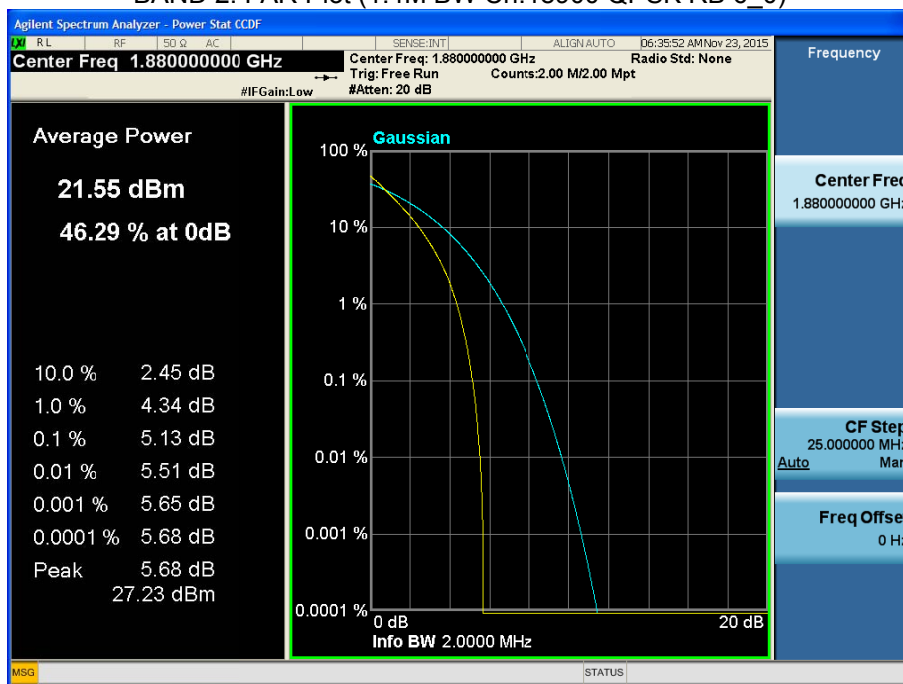 Agilent Spectrum Analyzer - Power Stat CCDF
LXI RL RF 50 Ω AC SENSE:INT ALIGN AUTO 06:35:52 AM Nov 23, 2015
Center Freq 1.880000000 GHz
Center Freq: 1.880000000 GHz Radio Std: None
Trig: Free Run Counts:2.00 M/2.00 Mpt
#IFGain:Low #Atten: 20 dB
Frequency
Average Power
21.55 dBm
46.29 % at 0dB
10.0 % 2.45 dB
1.0 % 4.34 dB
0.1 % 5.13 dB
0.01 % 5.51 dB
0.001 % 5.65 dB
0.0001 % 5.68 dB
Peak 5.68 dB
27.23 dBm
Gaussian
100 %
10 %
1 %
0.1 %
0.01 %
0.001 %
0.0001 %
0 dB 20 dB
Info BW 2.0000 MHz
Center Freq
1.880000000 GHz
CF Step
25.000000 MHz
Auto Man
Freq Offse
0 Hz
MSG STATUS